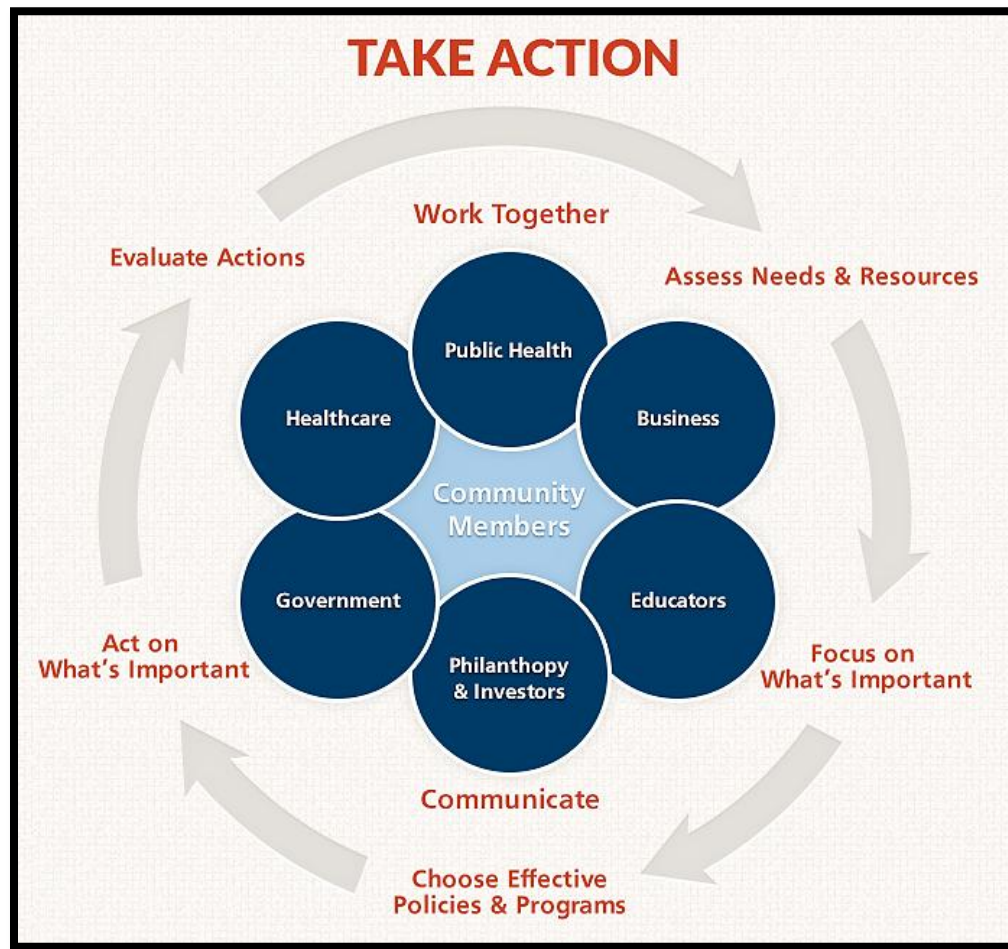 TAKE ACTION
Work Together
Evaluate Actions
Assess Needs & Resources
Public Health
Healthcare
Business
Community
Members
Government
Educators
Philanthopy
& Investors
Act on
What's Important
Focus on
What's Important
Communicate
Choose Effective
Policies & Programs